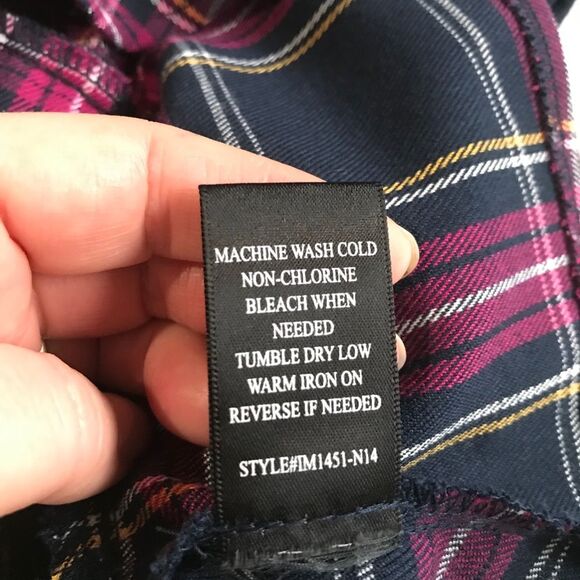 MACHINE WASH COLD
NON-CHLORINE
BLEACH WHEN
NEEDED
TUMBLE DRY LOW
WARM IRON ON
REVERSE IF NEEDED
STYLE#IM1451-N14